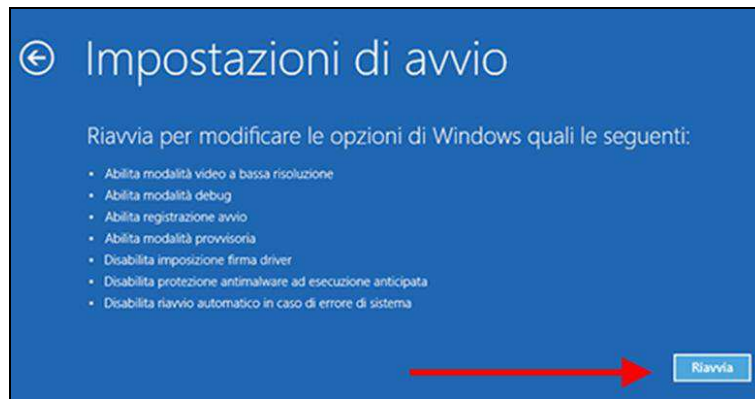 Impostazioni di avvio
Riavvia per modificare le opzioni di Windows quali le seguenti:
▪ Abilita modalità video a bassa risoluzione
▪ Abilita modalità debug
▪ Abilita registrazione avvio
▪ Abilita modalità provvisoria
▪ Disabilita imposizione firma driver
▪ Disabilita protezione antimalware ad esecuzione anticipata
▪ Disabilita riavvio automatico in caso di errore di sistema
Riavvia